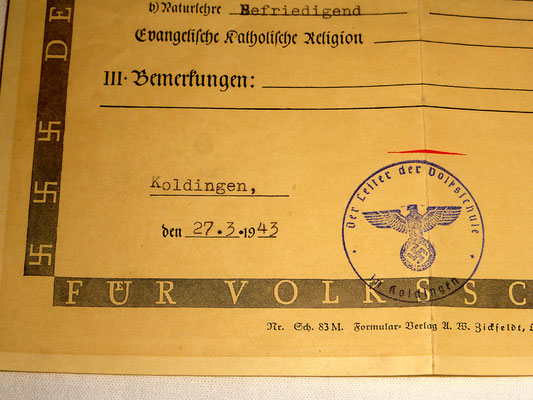 DE
b) Naturlehre Befriedigend
Evangelische Katholische Religion
III. Bemerkungen:
Koldingen,
den 27.3.1943
Der Leiter der Volksschule
in Koldingen
FÜR VOLKSSC
Nr. Sch. 83 M. Formular-Verlag A. W. Zickfeldt,